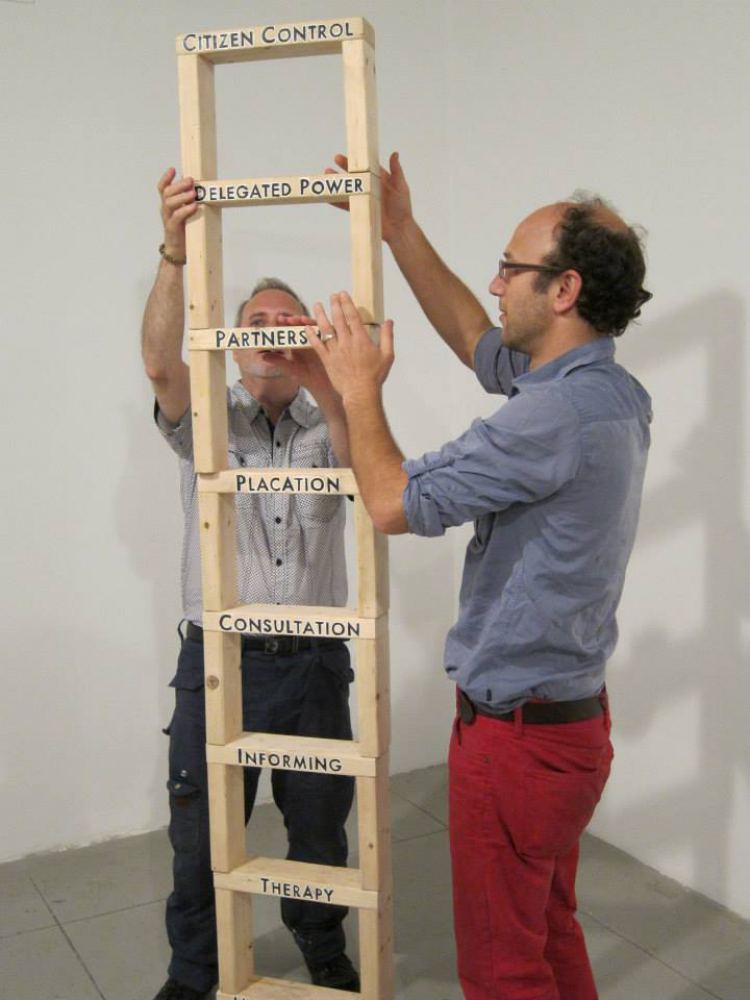 CITIZEN CONTROL
DELEGATED POWER
PARTNERS
PLACATION
CONSULTATION
INFORMING
THERAPY